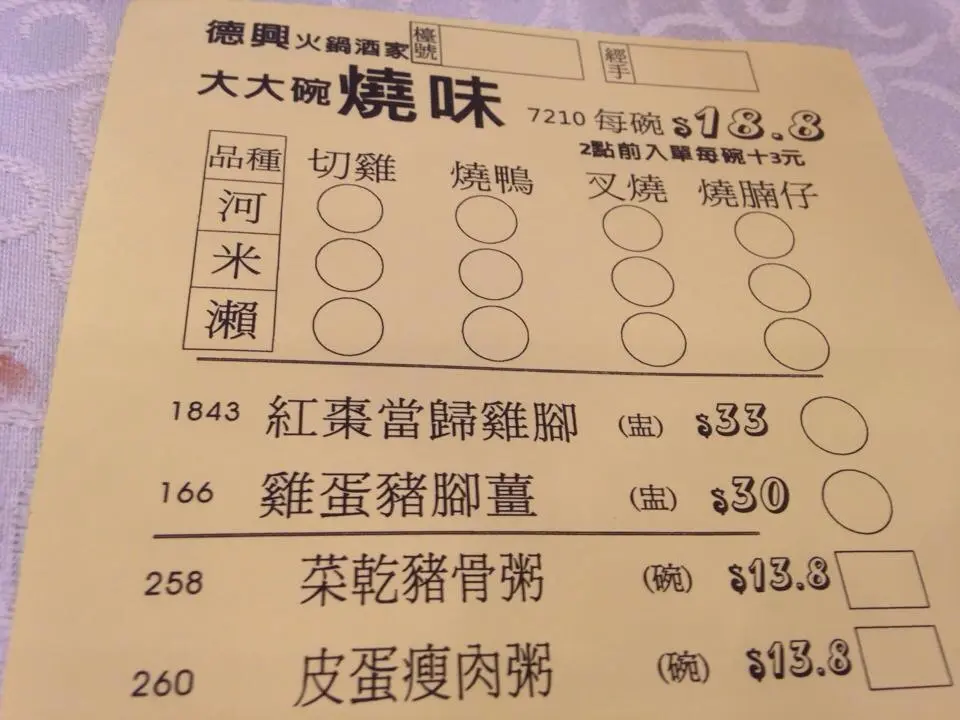 德興火鍋酒家 檯號 經手
大大碗燒味 7210 每碗 $18.8
2點前入單每碗十3元
品種 切雞 燒鴨 叉燒 燒腩仔
河
米
瀨
1843 紅棗當歸雞腳 (盅) $33
166 雞蛋豬腳薑 (盅) $30
258 菜乾豬骨粥 (碗) $13.8
260 皮蛋瘦肉粥 (碗) $13.8